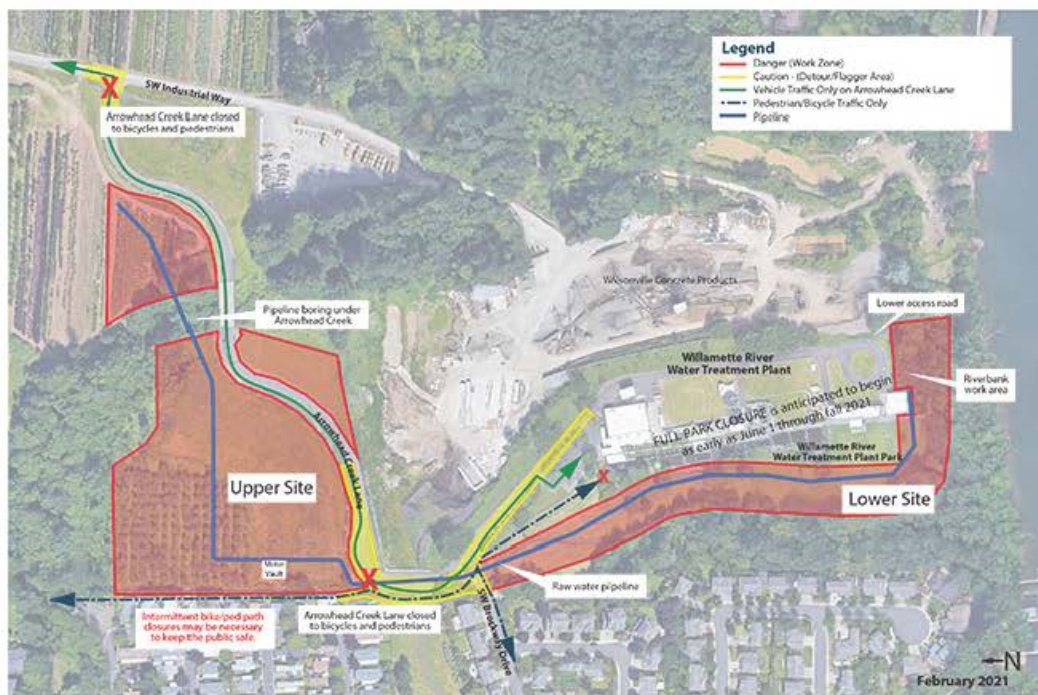 Legend
Danger (Work Zone)
Caution - (Detour/Flagger Area)
Vehicle Traffic Only on Arrowhead Creek Lane
Pedestrian/Bicycle Traffic Only
Pipeline
SW Industrial Way
Arrowhead Creek Lane closed
to bicycles and pedestrians
Wilsonville Concrete Products
Lower access road
Pipeline boring under
Arrowhead Creek
Willamette River
Water Treatment Plant
Riverbank
work area
FULL PARK CLOSURE is anticipated to begin
as early as June 1 through fall 2021
Arrowhead Creek Lane
Willamette River
Water Treatment Plant Park
Upper Site
Lower Site
Meter
Vault
Raw water pipeline
Intermittent bike/ped path
closures may be necessary
to keep the public safe.
Arrowhead Creek Lane closed
to bicycles and pedestrians
SW Brockway Drive
N
February 2021